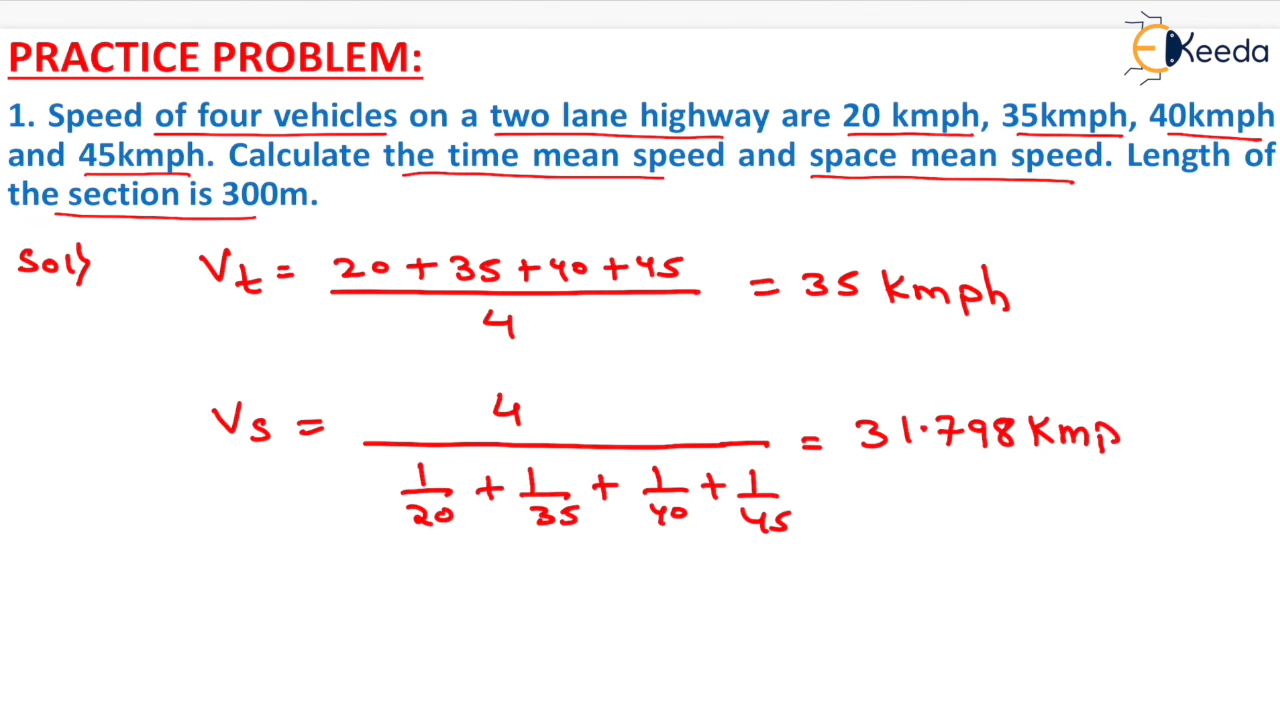 EKeeda
PRACTICE PROBLEM:
1. Speed of four vehicles on a two lane highway are 20 kmph, 35kmph, 40kmph
and 45kmph. Calculate the time mean speed and space mean speed. Length of
the section is 300m.
Sol)
Vt = 20 + 35 + 40 + 45 / 4 = 35 Kmph
Vs = 4 / 1/20 + 1/35 + 1/40 + 1/45 = 31.798 Kmp